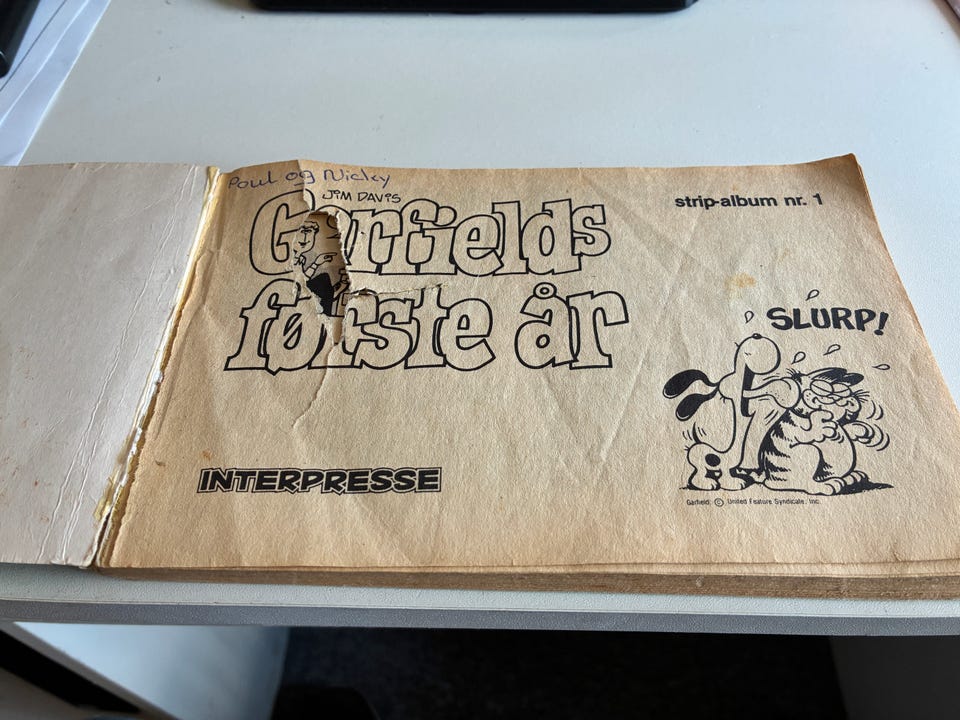 Poul og Nicky
JIM DAVIS
strip-album nr. 1
Garfields
første år
SLURP!
INTERPRESSE
Garfield: © United Feature Syndicate, Inc.